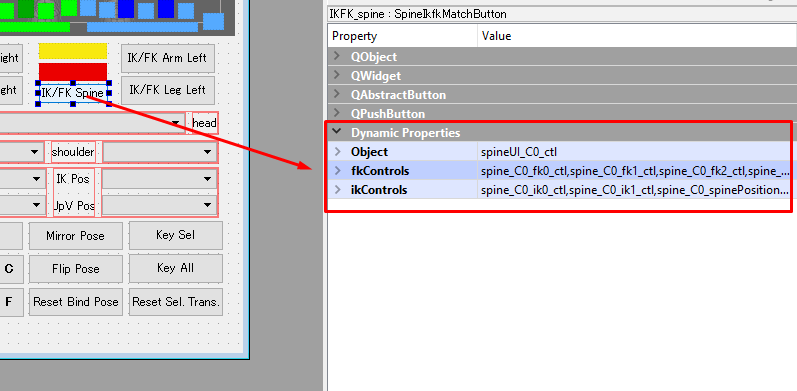 IKFK_spine : SpineIkfkMatchButton
Property
Value
QObject
QWidget
QAbstractButton
QPushButton
Dynamic Properties
Object
spineUI_C0_ctl
fkControls
spine_C0_fk0_ctl,spine_C0_fk1_ctl,spine_C0_fk2_ctl,spine_...
ikControls
spine_C0_ik0_ctl,spine_C0_ik1_ctl,spine_C0_spinePosition...
ight
IK/FK Arm Left
ght
IK/FK Spine
IK/FK Leg Left
head
shoulder
IK Pos
JpV Pos
Mirror Pose
Key Sel
C
Flip Pose
Key All
F
Reset Bind Pose
Reset Sel. Trans.